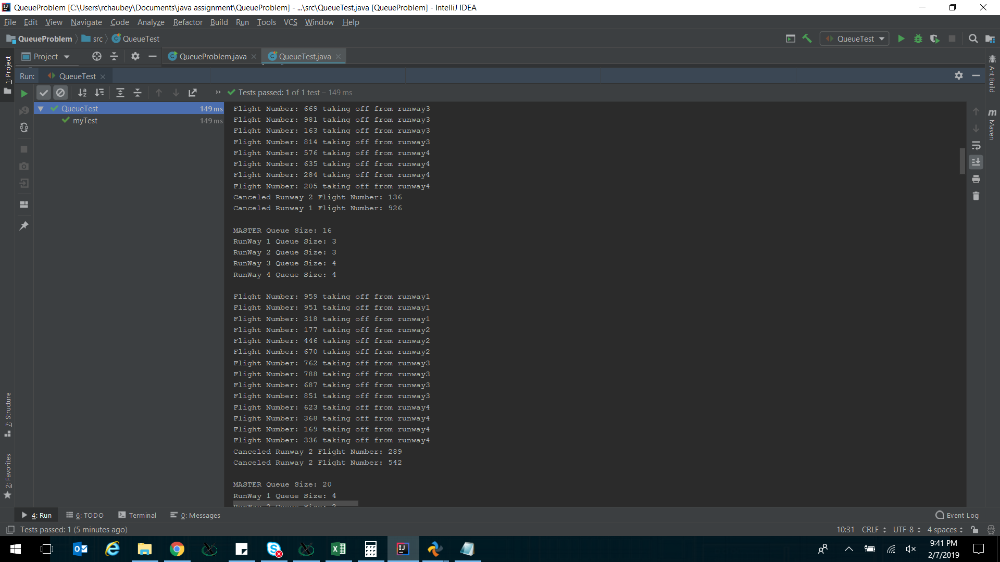 QueueProblem [C:\Users\rchaubey\Documents\java assignment\QueueProblem] - ...\src\QueueTest.java [QueueProblem] - IntelliJ IDEA
File Edit View Navigate Code Analyze Refactor Build Run Tools VCS Window Help
QueueProblem src QueueTest QueueTest
Project QueueProblem.java QueueTest.java
1: Project
Ant Build
Maven
Run: QueueTest
Tests passed: 1 of 1 test – 149 ms
QueueTest 149 ms
myTest 149 ms
Flight Number: 669 taking off from runway3
Flight Number: 981 taking off from runway3
Flight Number: 163 taking off from runway3
Flight Number: 814 taking off from runway3
Flight Number: 576 taking off from runway4
Flight Number: 635 taking off from runway4
Flight Number: 284 taking off from runway4
Flight Number: 205 taking off from runway4
Canceled Runway 2 Flight Number: 136
Canceled Runway 1 Flight Number: 926
MASTER Queue Size: 16
RunWay 1 Queue Size: 3
RunWay 2 Queue Size: 3
RunWay 3 Queue Size: 4
RunWay 4 Queue Size: 4
Flight Number: 959 taking off from runway1
Flight Number: 951 taking off from runway1
Flight Number: 318 taking off from runway1
Flight Number: 177 taking off from runway2
Flight Number: 446 taking off from runway2
Flight Number: 670 taking off from runway2
Flight Number: 762 taking off from runway3
Flight Number: 788 taking off from runway3
Flight Number: 687 taking off from runway3
Flight Number: 851 taking off from runway3
Flight Number: 623 taking off from runway4
Flight Number: 368 taking off from runway4
Flight Number: 169 taking off from runway4
Flight Number: 336 taking off from runway4
Canceled Runway 2 Flight Number: 289
Canceled Runway 2 Flight Number: 542
MASTER Queue Size: 20
RunWay 1 Queue Size: 4
7: Structure
2: Favorites
4: Run 6: TODO Terminal 0: Messages Event Log
Tests passed: 1 (5 minutes ago) 10:31 CRLF UTF-8 4 spaces
9:41 PM
2/7/2019